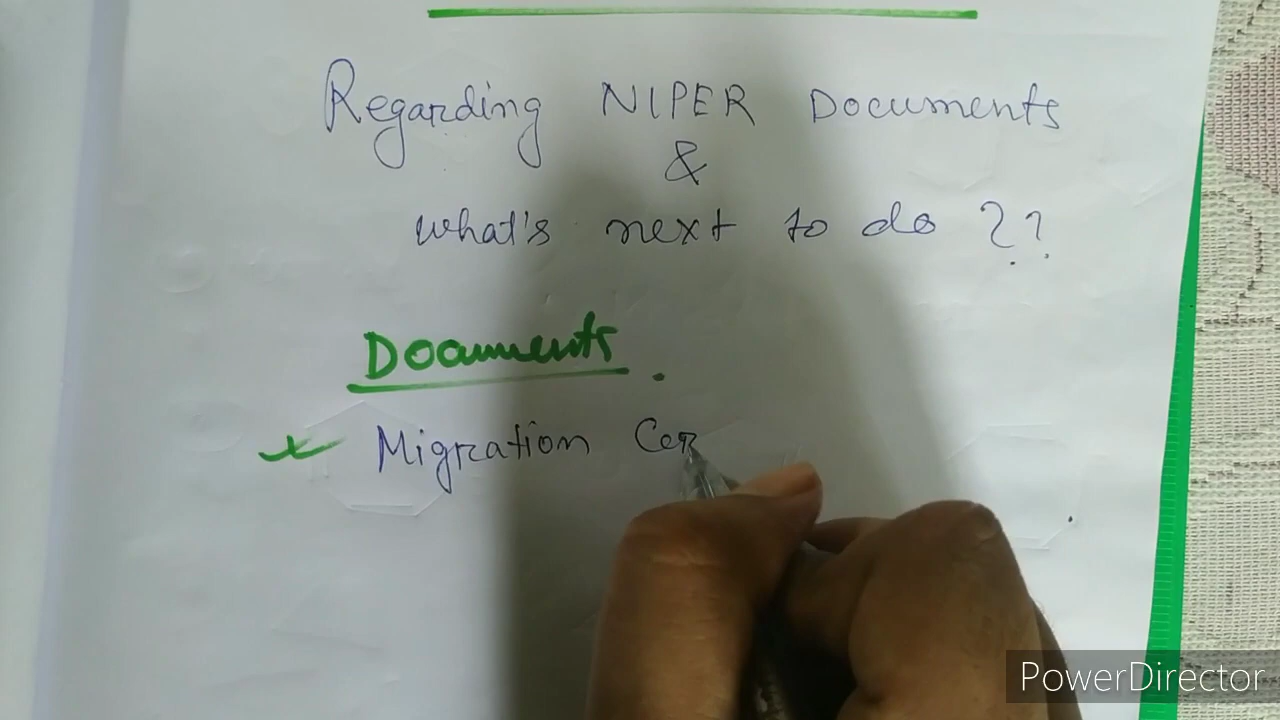 Regarding NIPER Documents
&
What's next to do ??
Documents.
Migration Cer
PowerDirector